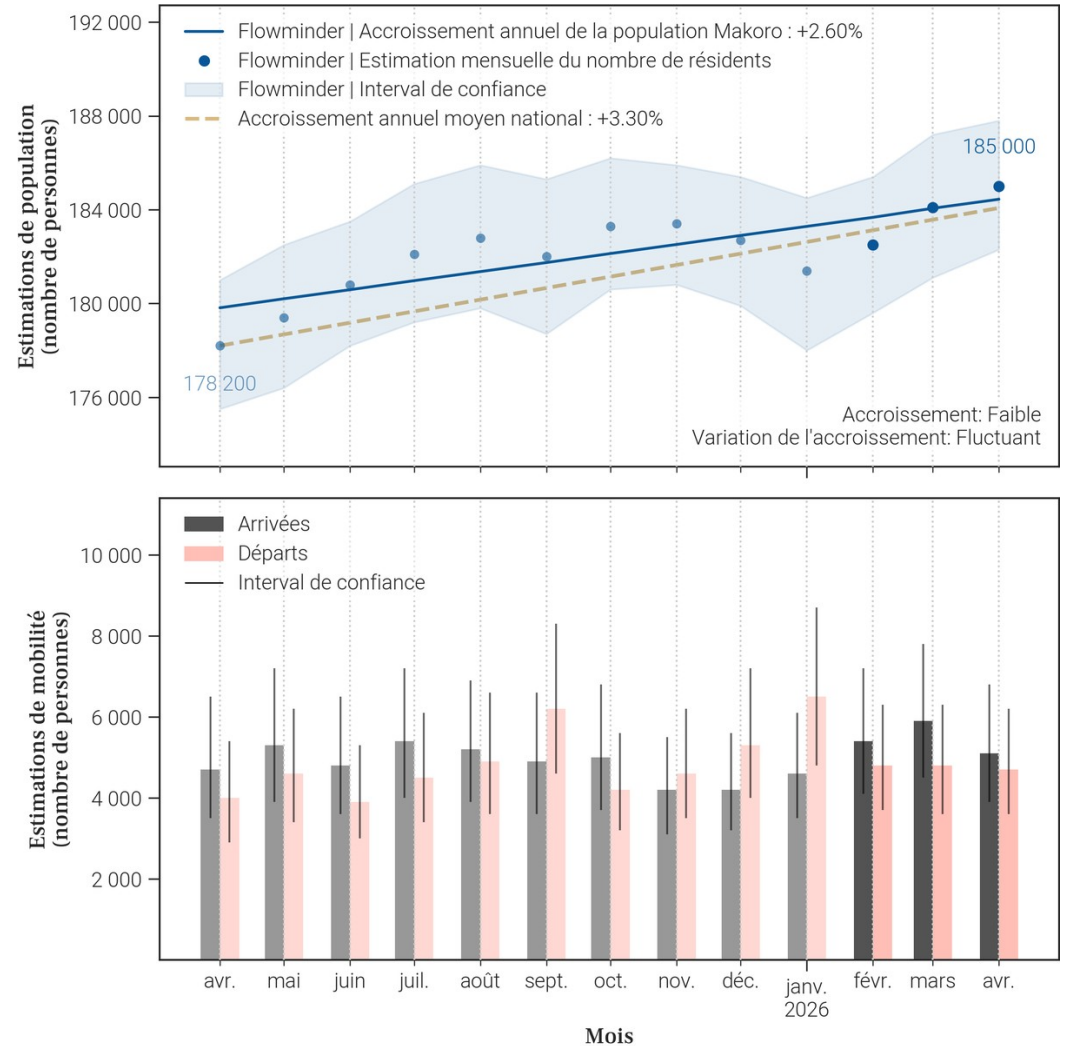 192 000
188 000
184 000
180 000
176 000
Estimations de population
(nombre de personnes)
Flowminder | Accroissement annuel de la population Makoro : +2.60%
Flowminder | Estimation mensuelle du nombre de résidents
Flowminder | Interval de confiance
Accroissement annuel moyen national : +3.30%
185 000
178 200
Accroissement: Faible
Variation de l'accroissement: Fluctuant
10 000
8 000
6 000
4 000
2 000
Estimations de mobilité
(nombre de personnes)
Arrivées
Départs
Interval de confiance
avr. mai juin juil. août sept. oct. nov. déc. janv. févr. mars avr.
2026
Mois